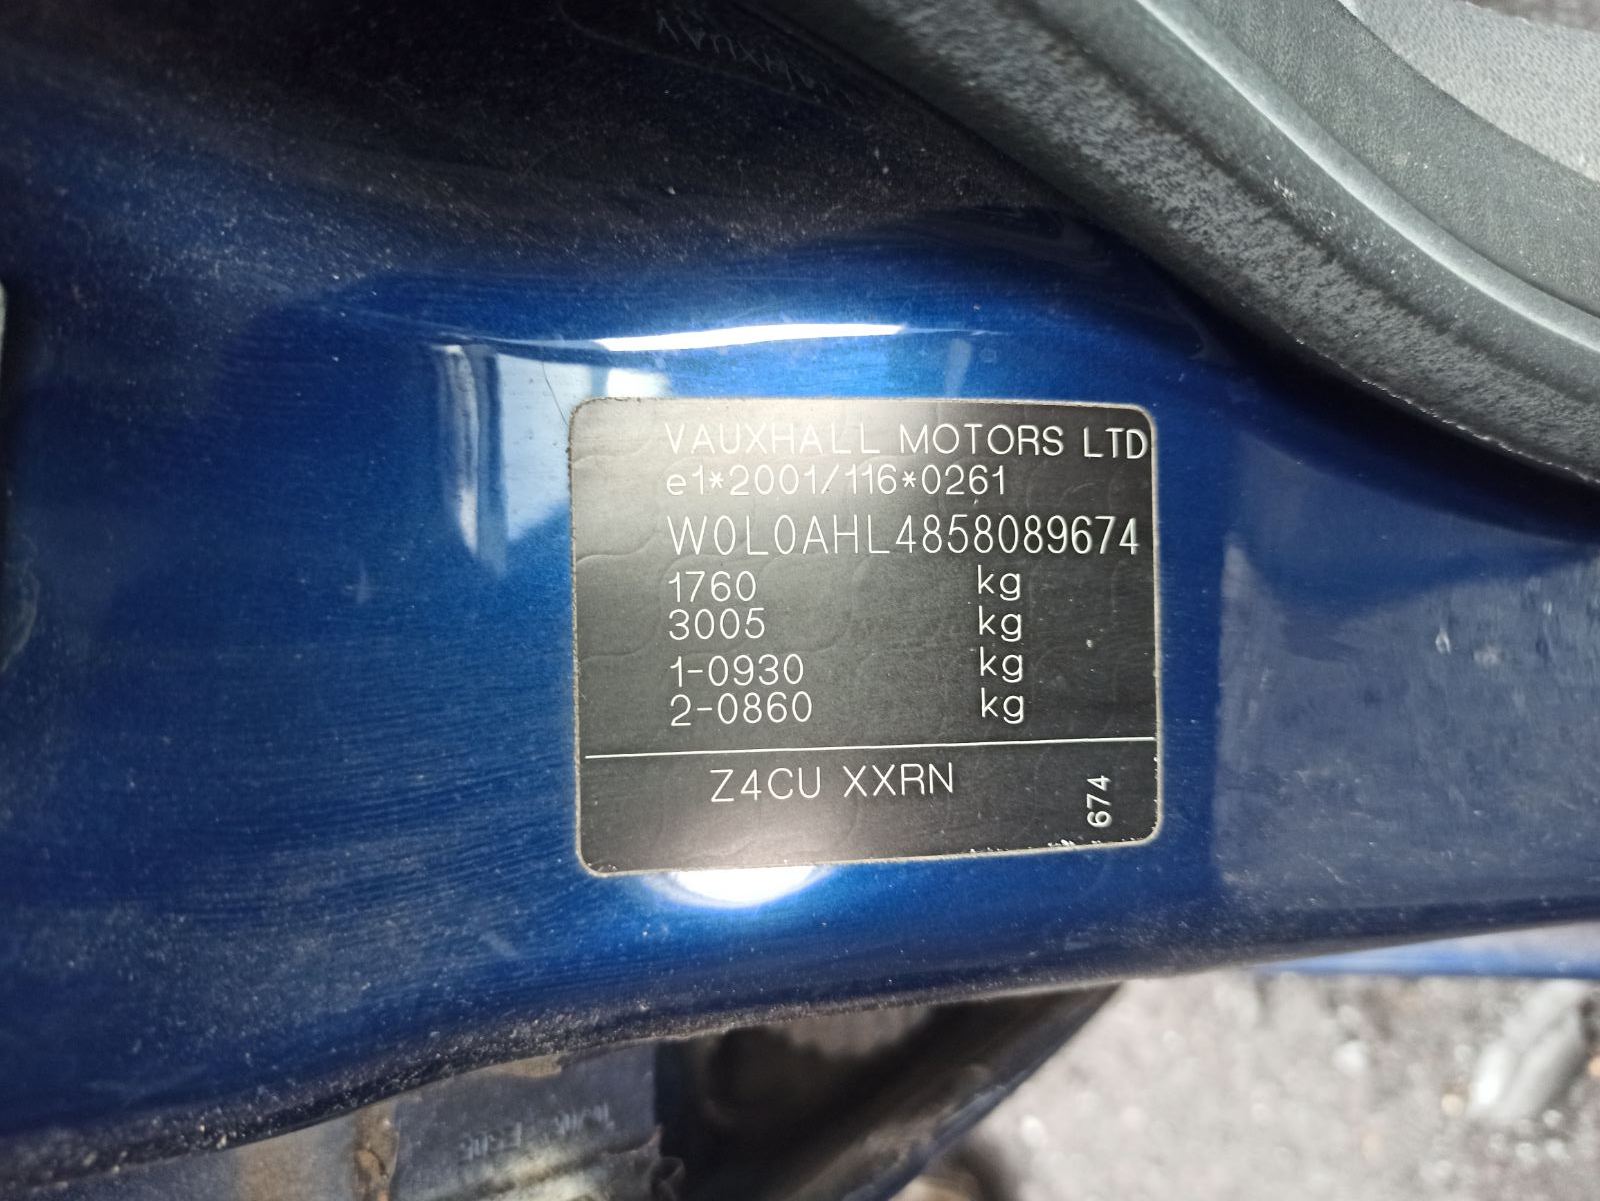 VAUXHALL MOTORS LTD
e1*2001/116*0261
W0L0AHL4858089674
1760 kg
3005 kg
1-0930 kg
2-0860 kg
Z4CU XXRN
674